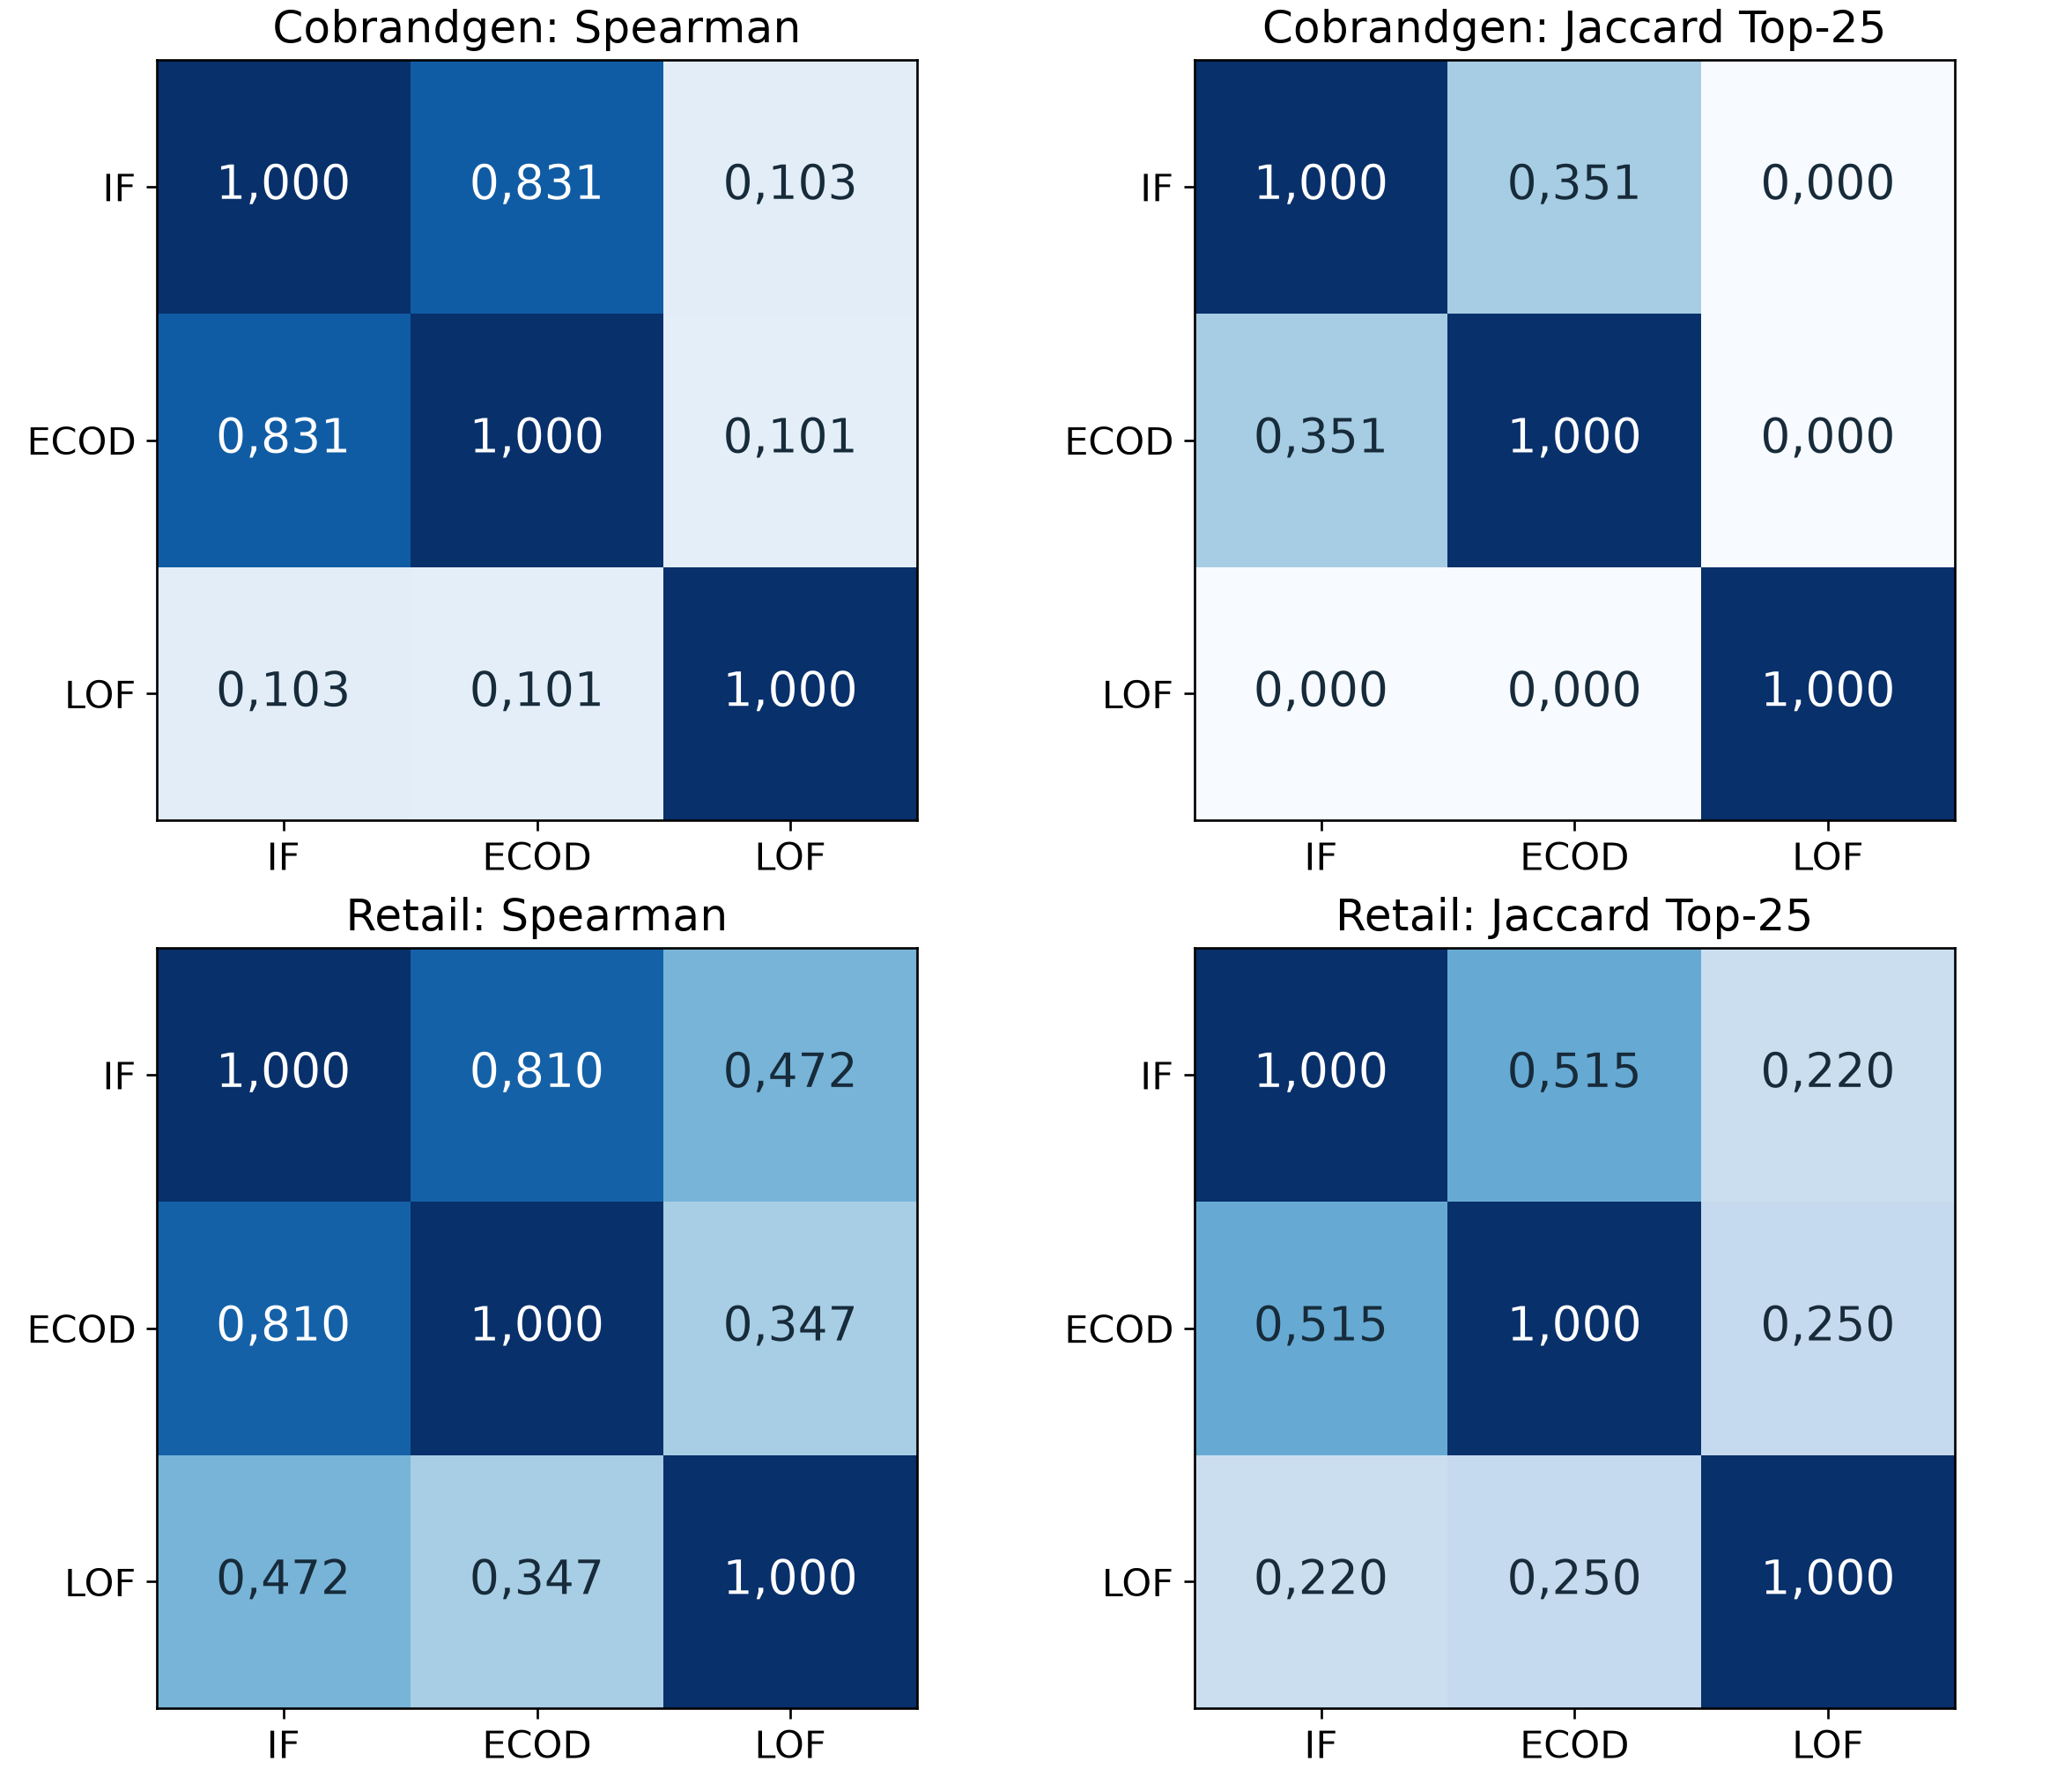 Cobrandgen: Spearman
IF 1,000 0,831 0,103
ECOD 0,831 1,000 0,101
LOF 0,103 0,101 1,000
IF ECOD LOF
Cobrandgen: Jaccard Top-25
IF 1,000 0,351 0,000
ECOD 0,351 1,000 0,000
LOF 0,000 0,000 1,000
IF ECOD LOF
Retail: Spearman
IF 1,000 0,810 0,472
ECOD 0,810 1,000 0,347
LOF 0,472 0,347 1,000
IF ECOD LOF
Retail: Jaccard Top-25
IF 1,000 0,515 0,220
ECOD 0,515 1,000 0,250
LOF 0,220 0,250 1,000
IF ECOD LOF